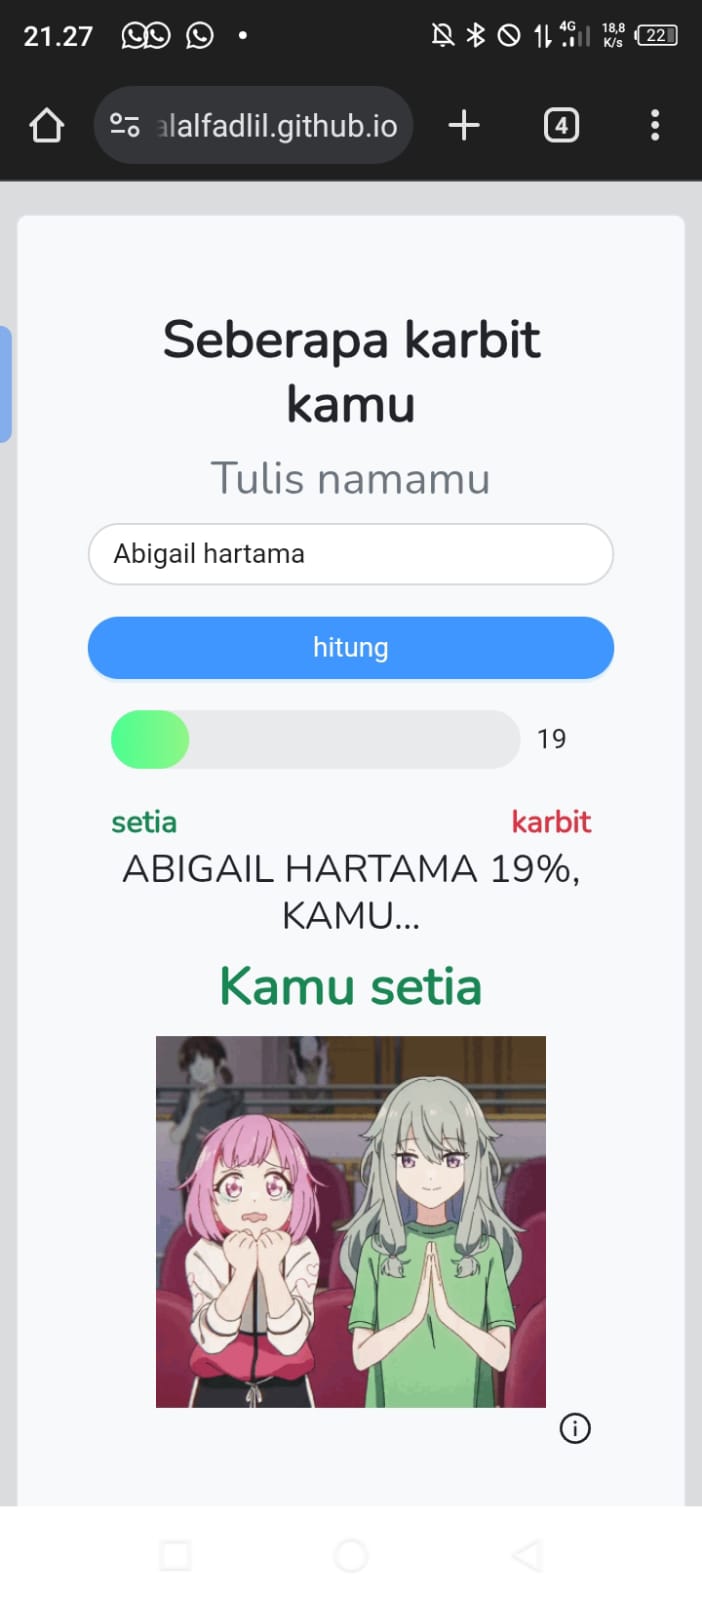 21.27
4G
18,8
K/s
22
alalfadlil.github.io
4
Seberapa karbit
kamu
Tulis namamu
Abigail hartama
hitung
19
setia
karbit
ABIGAIL HARTAMA 19%,
KAMU...
Kamu setia